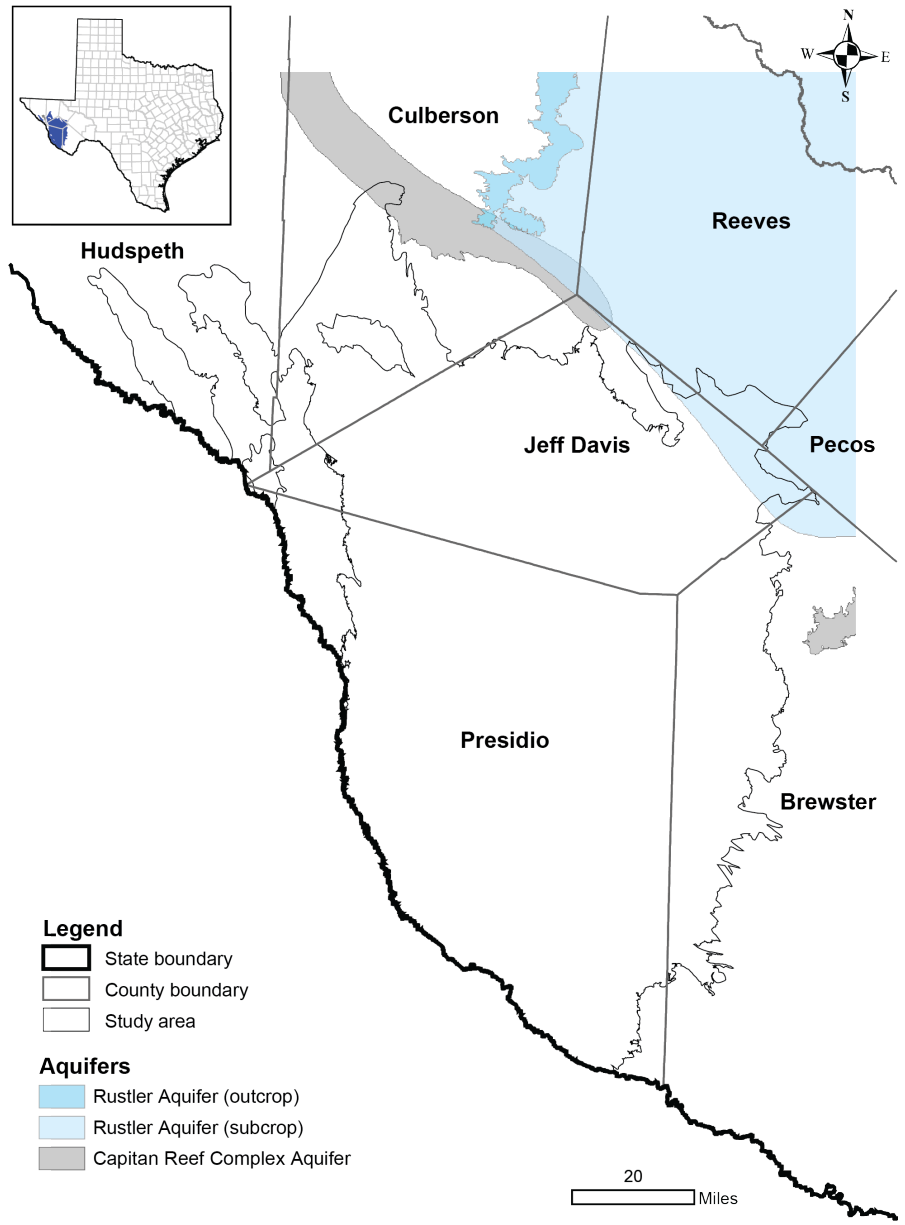 N
W E
S
Culberson
Reeves
Hudspeth
Jeff Davis
Pecos
Presidio
Brewster
Legend
State boundary
County boundary
Study area
Aquifers
Rustler Aquifer (outcrop)
Rustler Aquifer (subcrop)
Capitan Reef Complex Aquifer
20
Miles